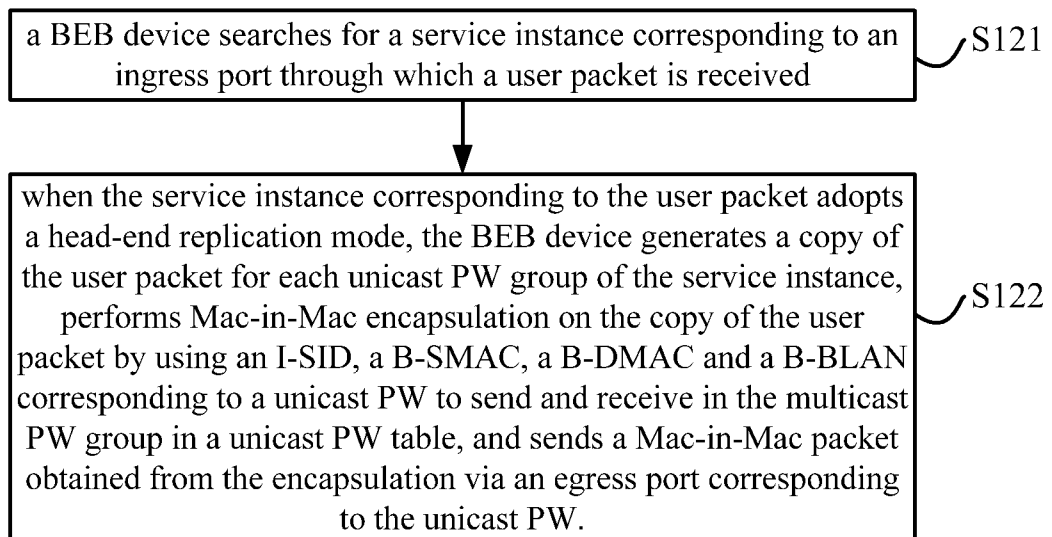 a BEB device searches for a service instance corresponding to an
ingress port through which a user packet is received
S121
when the service instance corresponding to the user packet adopts
a head-end replication mode, the BEB device generates a copy of
the user packet for each unicast PW group of the service instance,
performs Mac-in-Mac encapsulation on the copy of the user
packet by using an I-SID, a B-SMAC, a B-DMAC and a B-BLAN
corresponding to a unicast PW to send and receive in the multicast
PW group in a unicast PW table, and sends a Mac-in-Mac packet
obtained from the encapsulation via an egress port corresponding
to the unicast PW.
S122